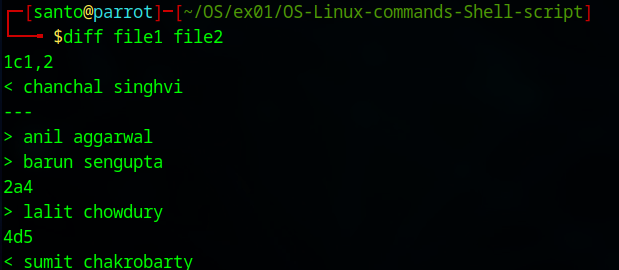 ┌─[santo@parrot]─[~/OS/ex01/OS-Linux-commands-Shell-script]
└──╼ $diff file1 file2
1c1,2
< chanchal singhvi
---
> anil aggarwal
> barun sengupta
2a4
> lalit chowdury
4d5
< sumit chakrobarty